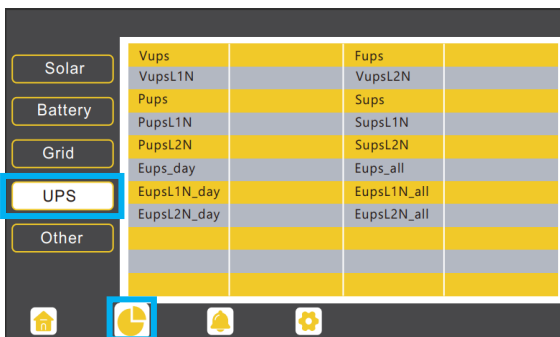 Solar
Battery
Grid
UPS
Other
Vups Fups
VupsL1N VupsL2N
Pups Sups
PupsL1N SupsL1N
PupsL2N SupsL2N
Eups_day Eups_all
EupsL1N_day EupsL1N_all
EupsL2N_day EupsL2N_all